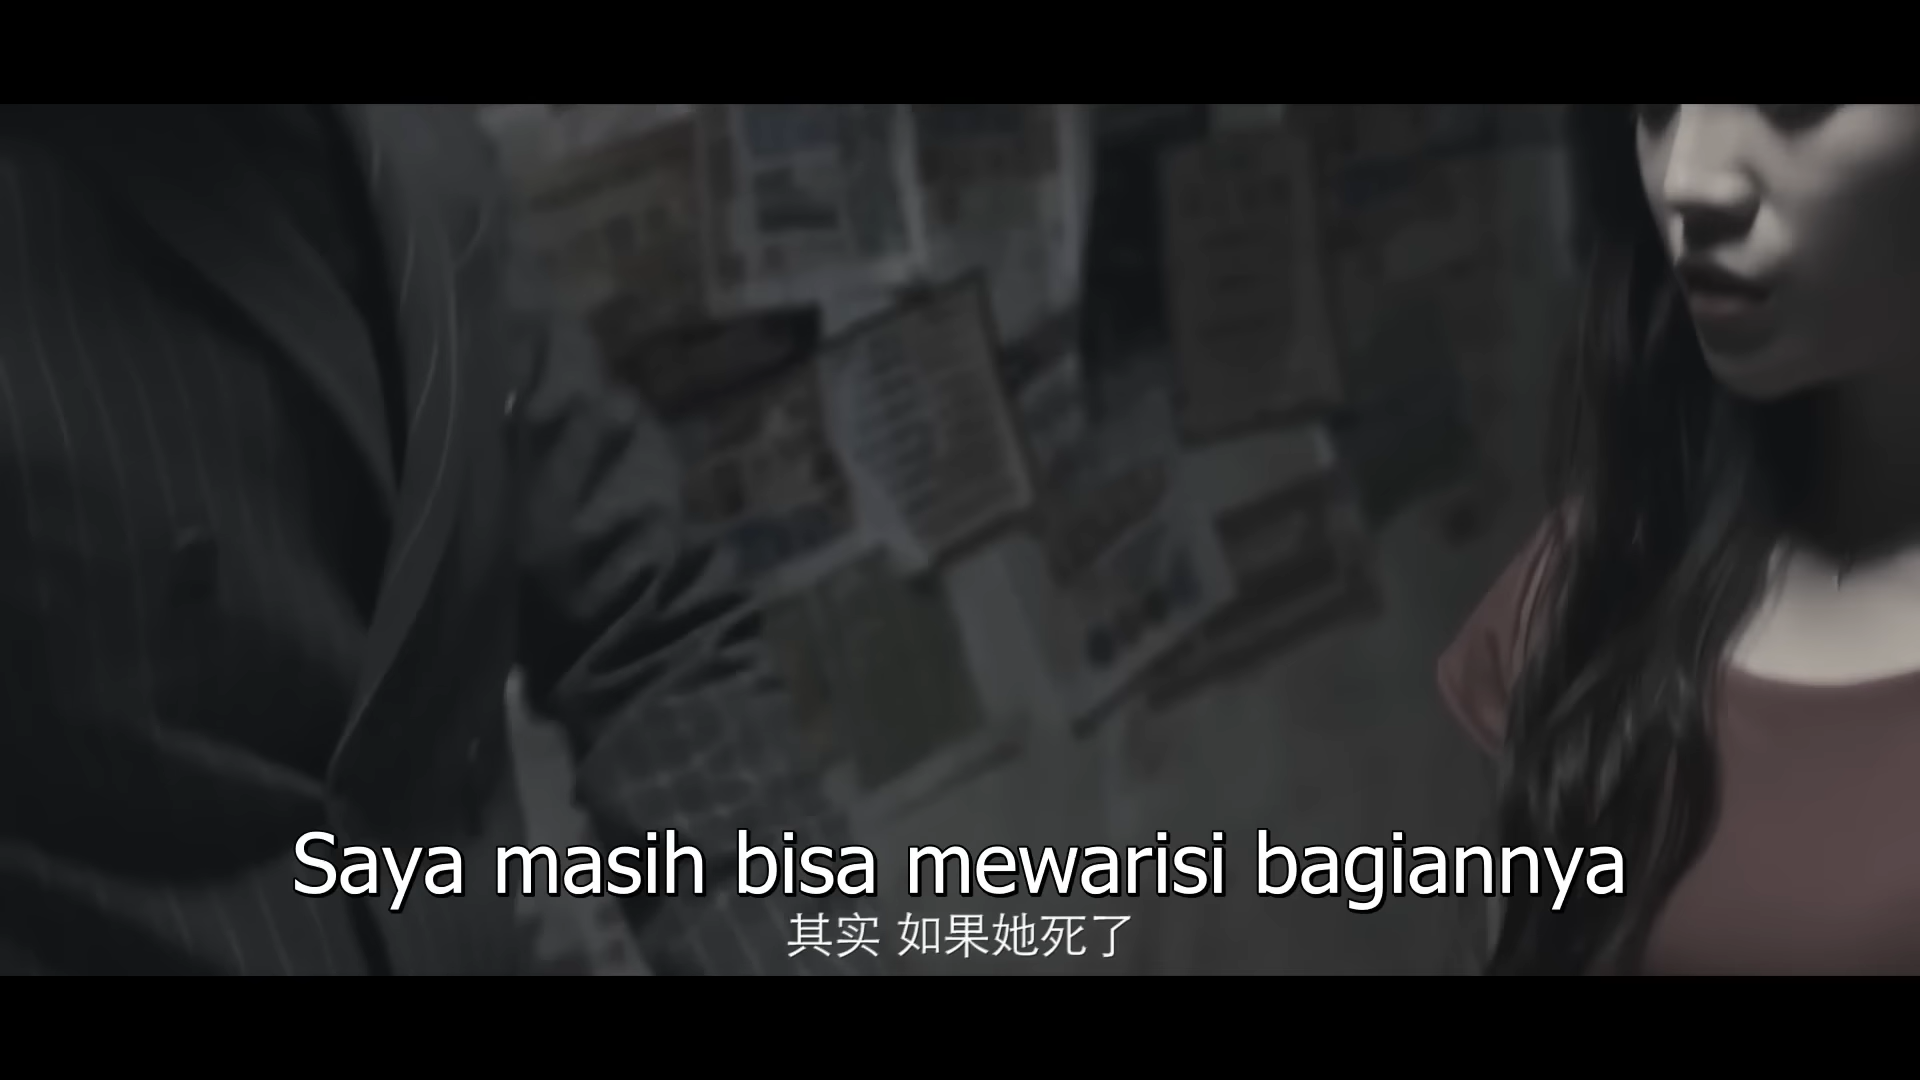 Saya masih bisa mewarisi bagiannya
其实 如果她死了